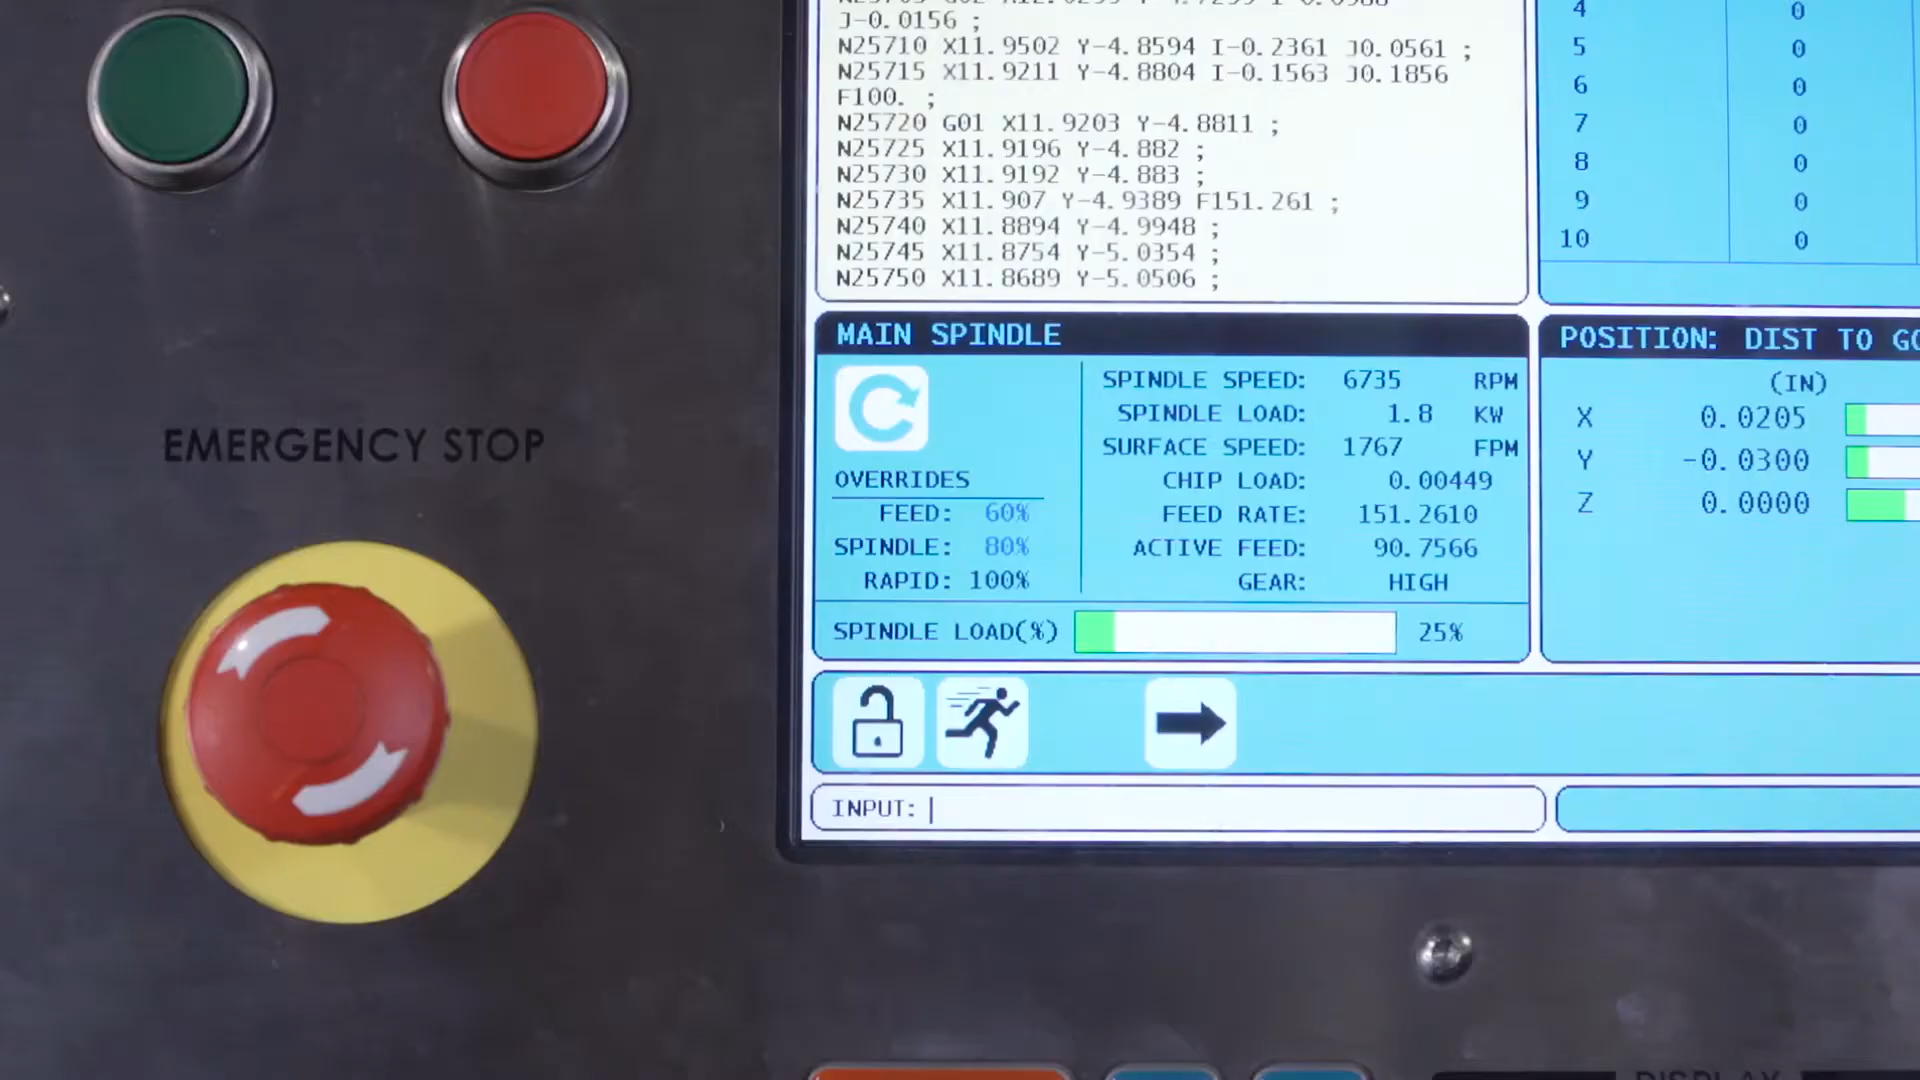 J-0.0156 ;
N25710 X11.9502 Y-4.8594 I-0.2361 J0.0561 ;
N25715 X11.9211 Y-4.8804 I-0.1563 J0.1856
F100. ;
N25720 G01 X11.9203 Y-4.8811 ;
N25725 X11.9196 Y-4.882 ;
N25730 X11.9192 Y-4.883 ;
N25735 X11.907 Y-4.9389 F151.261 ;
N25740 X11.8894 Y-4.9948 ;
N25745 X11.8754 Y-5.0354 ;
N25750 X11.8689 Y-5.0506 ;
4 0
5 0
6 0
7 0
8 0
9 0
10 0
EMERGENCY STOP
MAIN SPINDLE
OVERRIDES
FEED: 60%
SPINDLE: 80%
RAPID: 100%
SPINDLE SPEED: 6735 RPM
SPINDLE LOAD: 1.8 KW
SURFACE SPEED: 1767 FPM
CHIP LOAD: 0.00449
FEED RATE: 151.2610
ACTIVE FEED: 90.7566
GEAR: HIGH
SPINDLE LOAD(%) 25%
POSITION: DIST TO GO
(IN)
X 0.0205
Y -0.0300
Z 0.0000
INPUT: